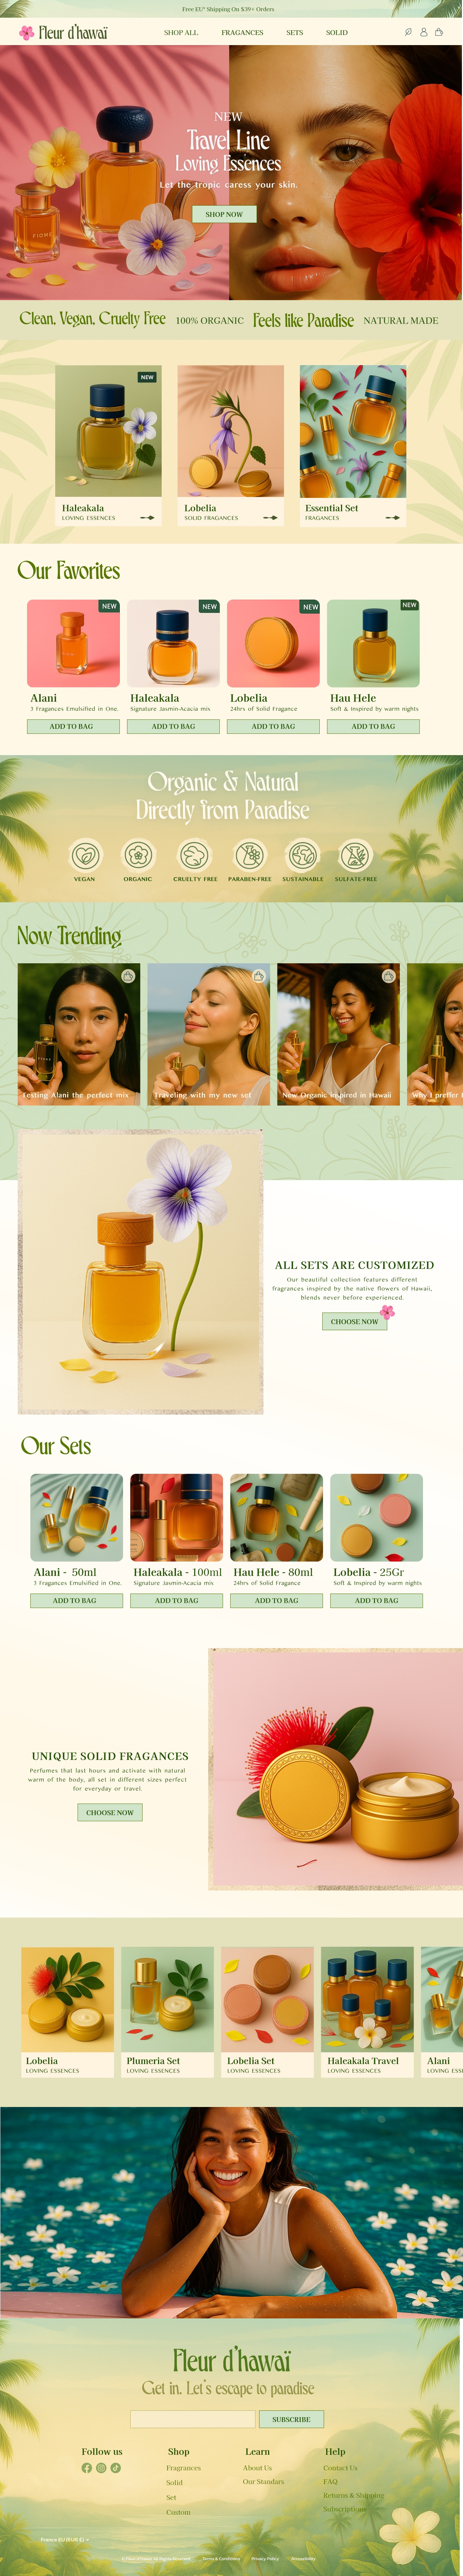 Free EU* Shipping On $39+ Orders
Fleur d'hawaï
SHOP ALL FRAGANCES SETS SOLID
NEW
Travel Line
Loving Essences
Let the tropic caress your skin.
SHOP NOW
Clean, Vegan, Cruelty Free 100% ORGANIC Feels like Paradise NATURAL MADE
NEW
Haleakala
LOVING ESSENCES
Lobelia
SOLID FRAGANCES
Essential Set
FRAGANCES
Our Favorites
NEW NEW NEW NEW
Alani
3 Fragances Emulsified in One.
ADD TO BAG
Haleakala
Signature Jasmin-Acacia mix
ADD TO BAG
Lobelia
24hrs of Solid Fragance
ADD TO BAG
Hau Hele
Soft & Inspired by warm nights
ADD TO BAG
Organic & Natural
Directly from Paradise
VEGAN ORGANIC CRUELTY FREE PARABEN-FREE SUSTAINABLE SULFATE-FREE
Now Trending
Testing Alani the perfect mix
Traveling with my new set
New Organic inspired in Hawaii
Why I preffer
ALL SETS ARE CUSTOMIZED
Our beautiful collection features different
fragrances inspired by the native flowers of Hawaii,
blends never before experienced.
CHOOSE NOW
Our Sets
Alani - 50ml
3 Fragances Emulsified in One.
ADD TO BAG
Haleakala - 100ml
Signature Jasmin-Acacia mix
ADD TO BAG
Hau Hele - 80ml
24hrs of Solid Fragance
ADD TO BAG
Lobelia - 25Gr
Soft & Inspired by warm nights
ADD TO BAG
UNIQUE SOLID FRAGANCES
Perfumes that last hours and activate with natural
warm of the body, all set in different sizes perfect
for everyday or travel.
CHOOSE NOW
Lobelia
LOVING ESSENCES
Plumeria Set
LOVING ESSENCES
Lobelia Set
LOVING ESSENCES
Haleakala Travel
LOVING ESSENCES
Alani
LOVING
Fleur d'hawaï
Get in. Let's escape to paradise
SUBSCRIBE
Follow us
Shop
Fragrances
Solid
Set
Custom
Learn
About Us
Our Standars
Help
Contact Us
FAQ
Returns & Shipping
Subscriptions
France EU (EUR €)
Terms & Conditions Privacy Policy Accessibility